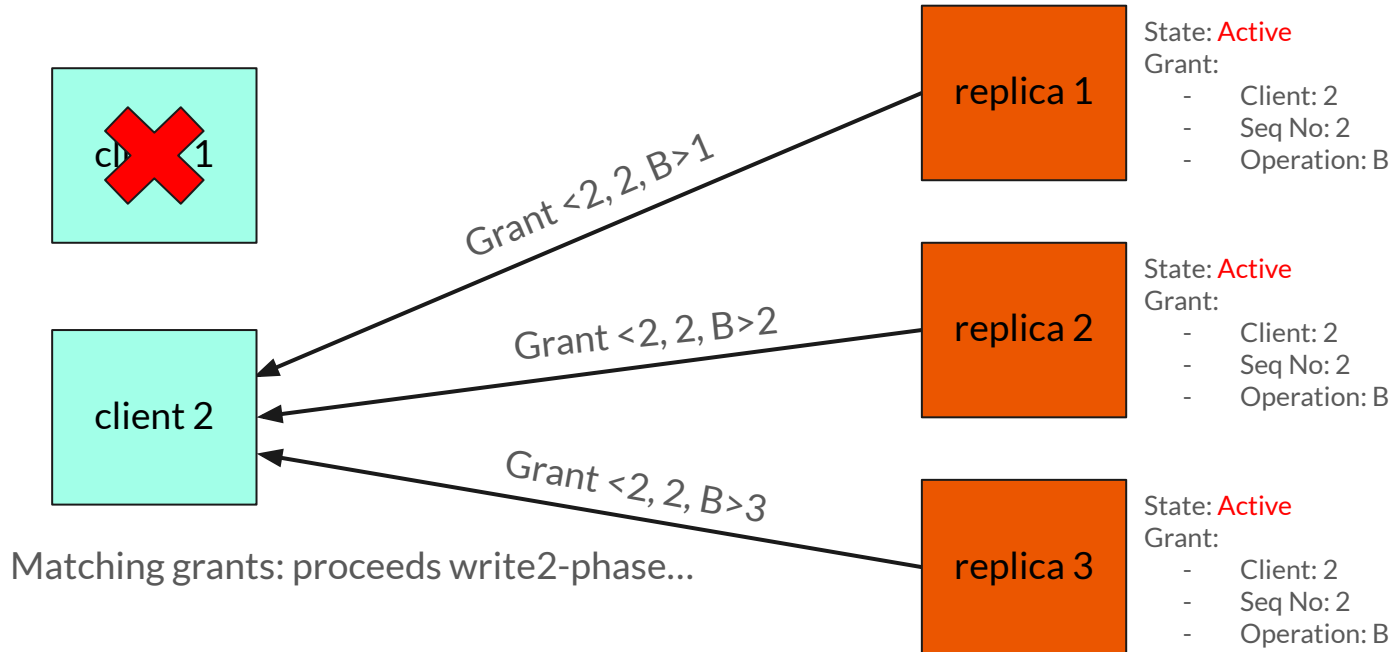 cl 1
client 2
Grant <2, 2, B>1
Grant <2, 2, B>2
Grant <2, 2, B>3
Matching grants: proceeds write2-phase...
replica 1
State: Active
Grant:
- Client: 2
- Seq No: 2
- Operation: B
replica 2
State: Active
Grant:
- Client: 2
- Seq No: 2
- Operation: B
replica 3
State: Active
Grant:
- Client: 2
- Seq No: 2
- Operation: B